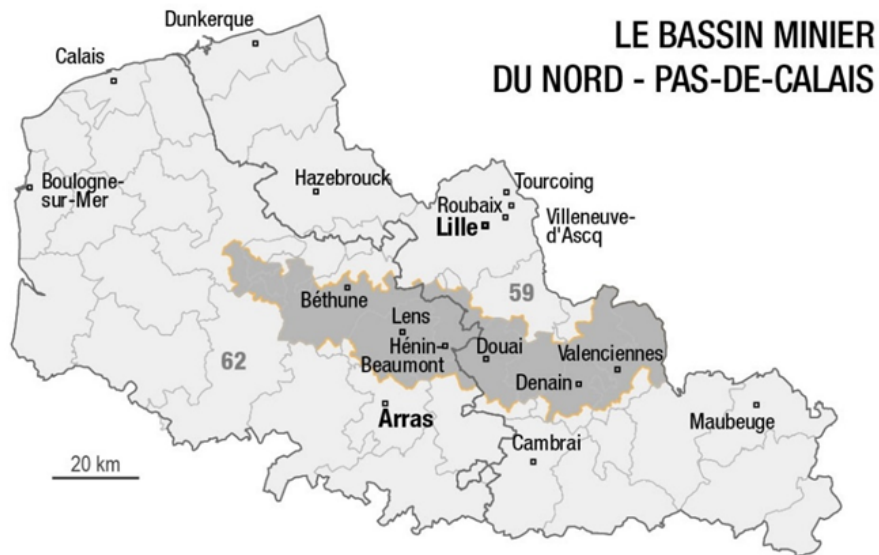 LE BASSIN MINIER
DU NORD - PAS-DE-CALAIS
Dunkerque
Calais
Boulogne-
sur-Mer
Hazebrouck
Tourcoing
Roubaix
Lille
Villeneuve-
d'Ascq
59
Béthune
Lens
Hénin-
Beaumont
Douai
Valenciennes
Denain
62
Arras
Maubeuge
Cambrai
20 km